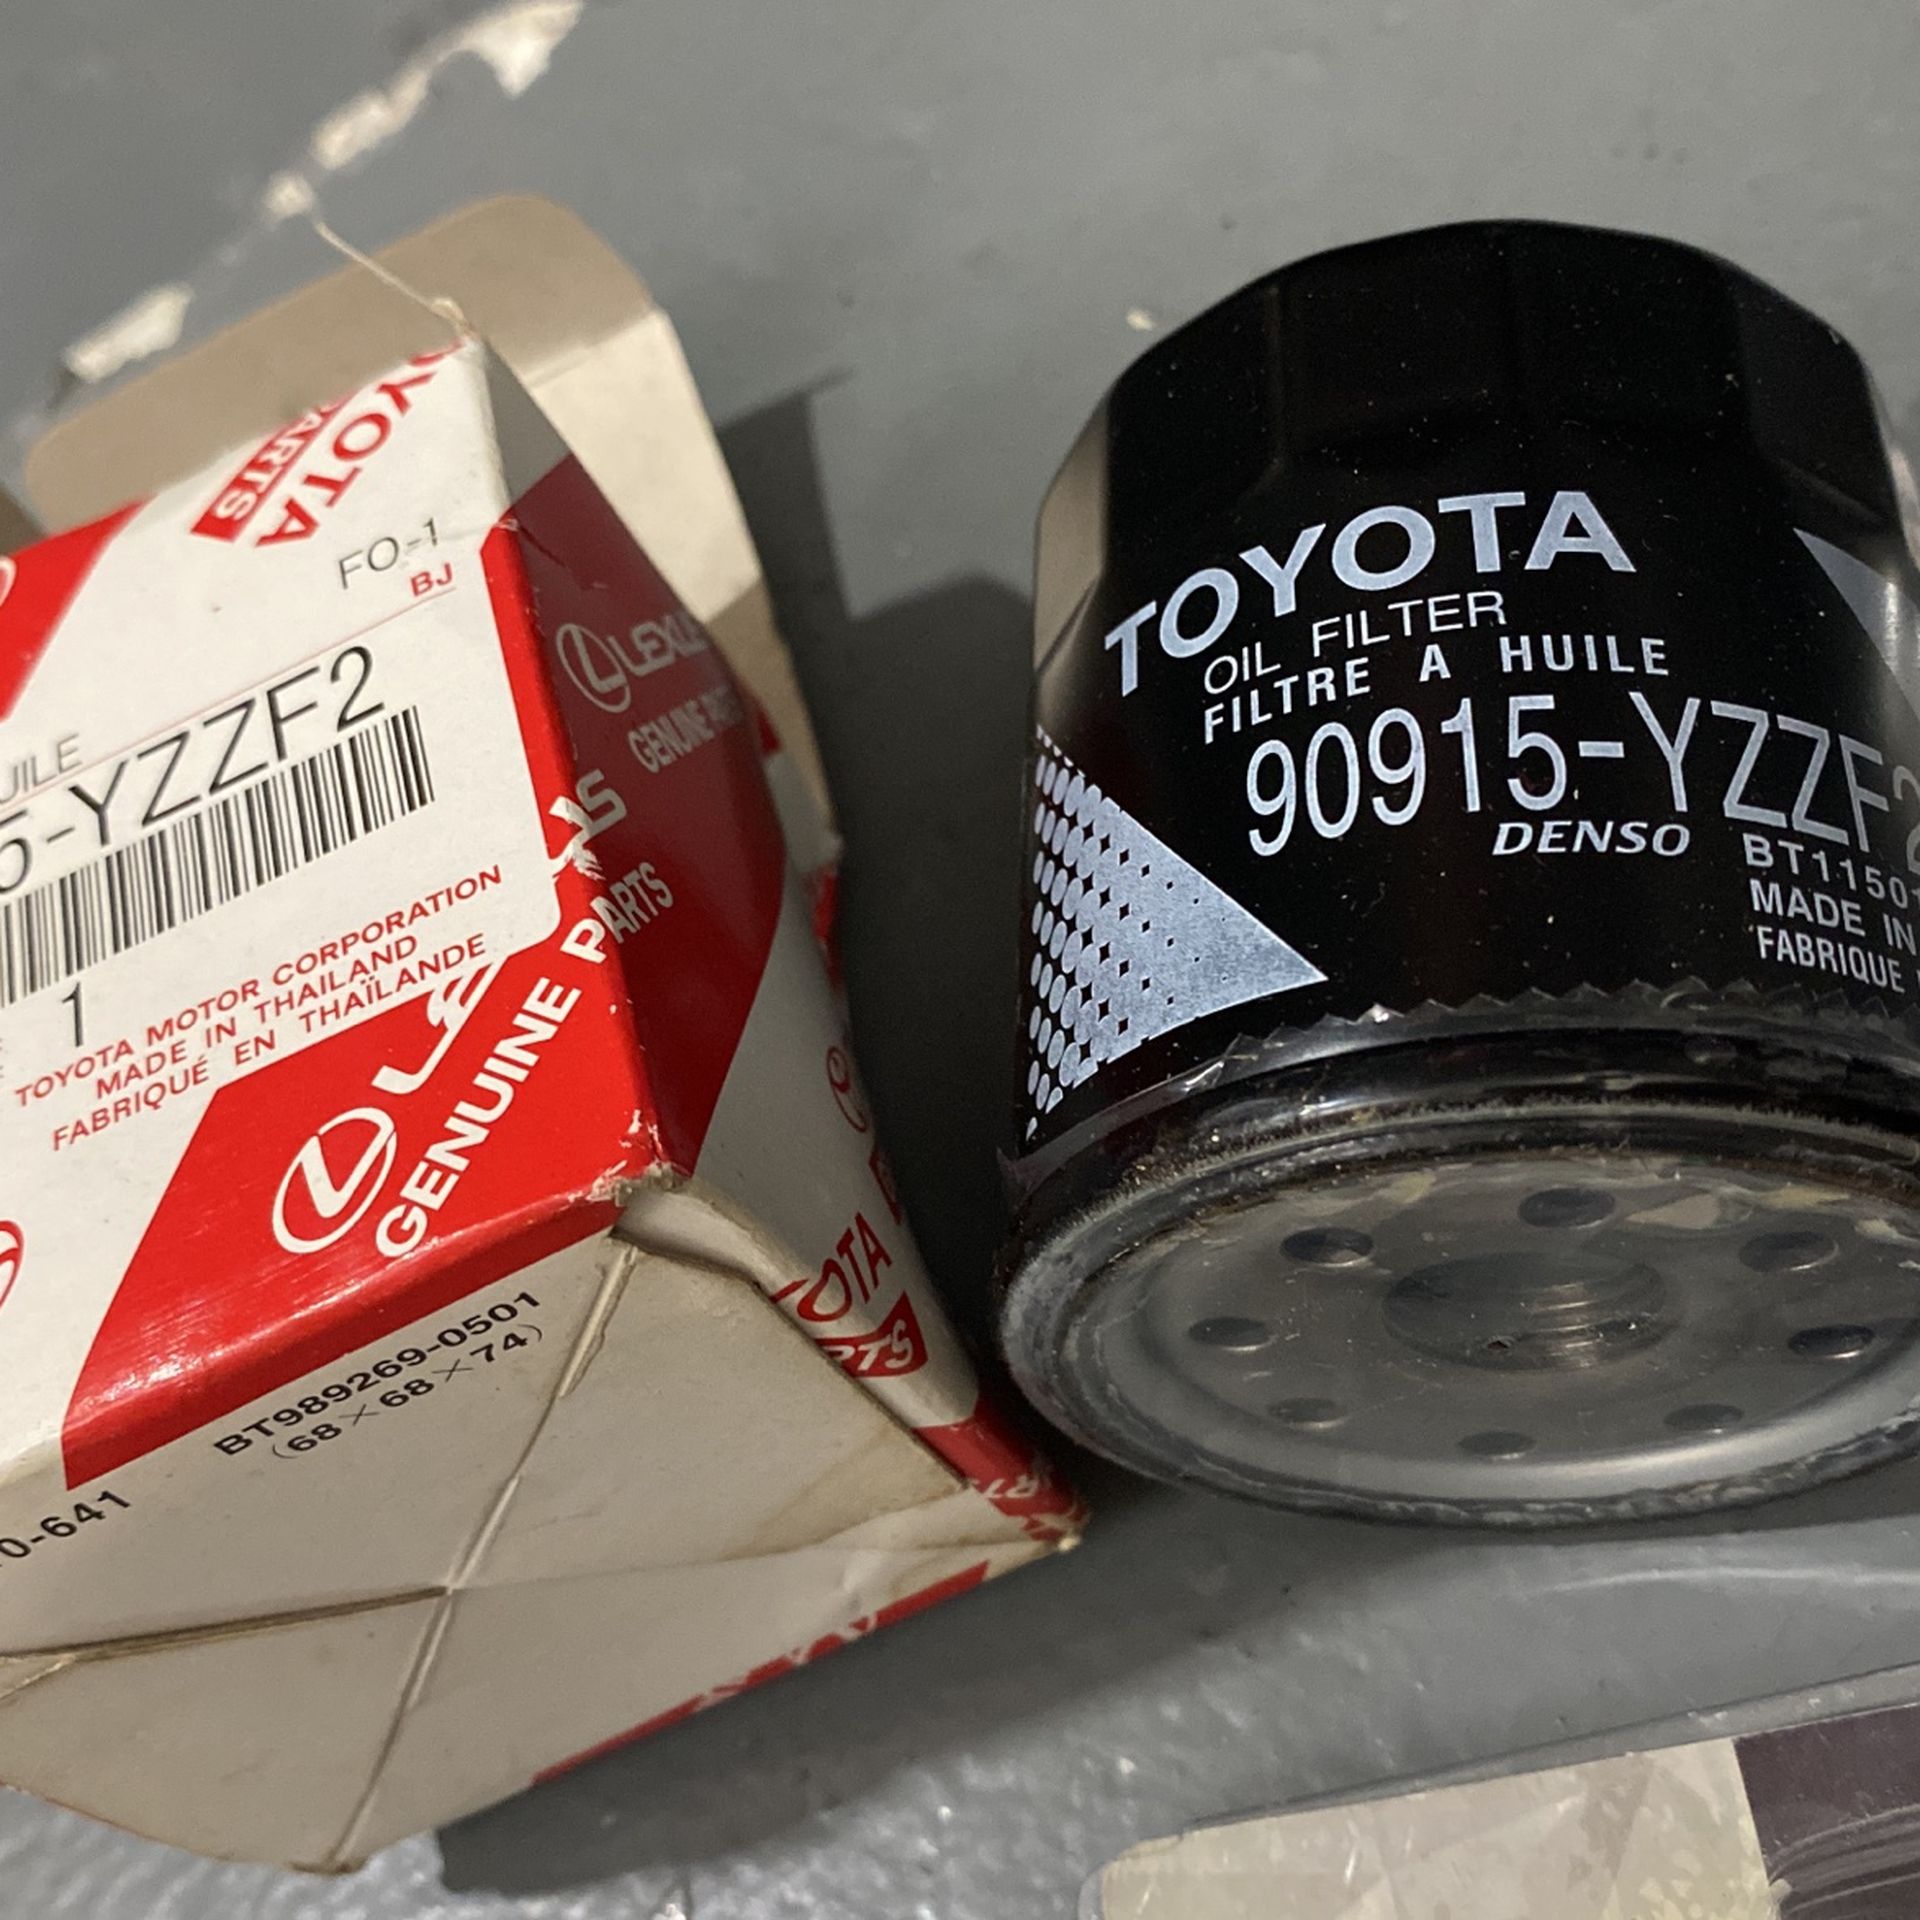 TOYOTA
PARTS
FO-1
BJ
UILE
5-YZZF2
1
TOYOTA MOTOR CORPORATION
MADE IN THAILAND
FABRIQUÉ EN THAÏLANDE
GENUINE PARTS
LEXUS
GENUINE PARTS
BT989269-0501
(68×68×74)
0-641
TOYOTA
OIL FILTER
FILTRE A HUILE
90915-YZZF2
DENSO
BT11501
MADE IN
FABRIQUE